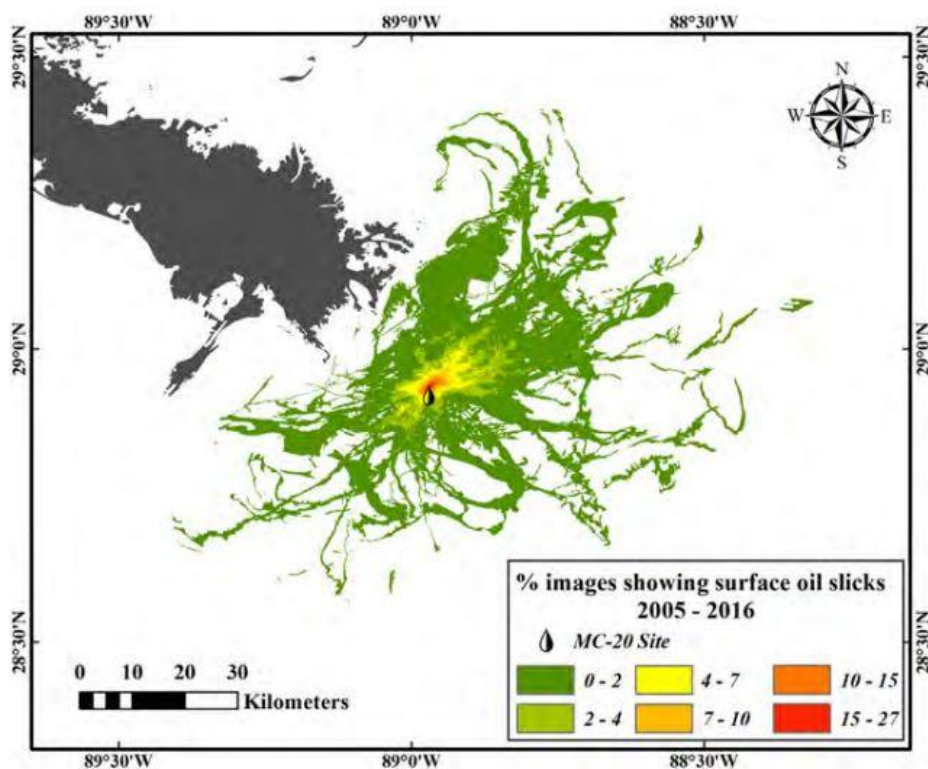 89°30'W 89°0'W 88°30'W
29°30'N 29°30'N
N
W E
S
29°0'N 29°0'N
% images showing surface oil slicks
2005 - 2016
MC-20 Site
28°30'N 28°30'N
0 10 20 30
Kilometers
0 - 2 4 - 7 10 - 15
2 - 4 7 - 10 15 - 27
89°30'W 89°0'W 88°30'W